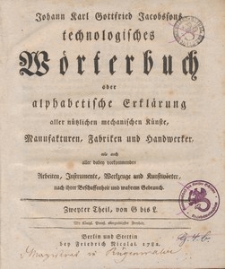 Johann Karl Gottfried Jacobssons
technologisches
Wörterbuch
oder
alphabetische Erklärung
aller nützlichen mechanischen Künste,
Manufakturen, Fabriken und Handwerker,
wie auch
aller dabey vorkommenden
Arbeiten, Instrumente, Werkzeuge und Kunstwörter,
nach ihrer Beschaffenheit und wahrem Gebrauch.
Zweyter Theil, von G bis L.
Berlin und Stettin
bey Friedrich Nicolai 1782.